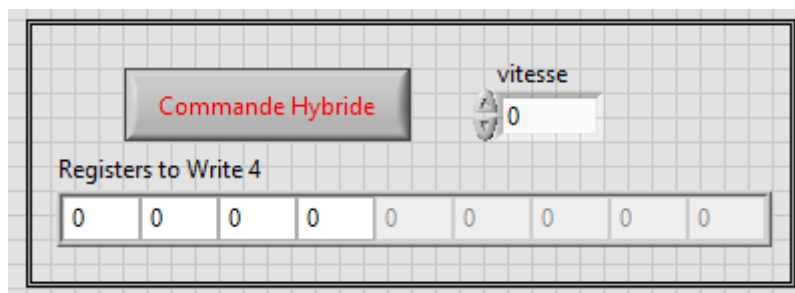 vitesse
Commande Hybride
0
Registers to Write 4
0 0 0 0 0 0 0 0 0